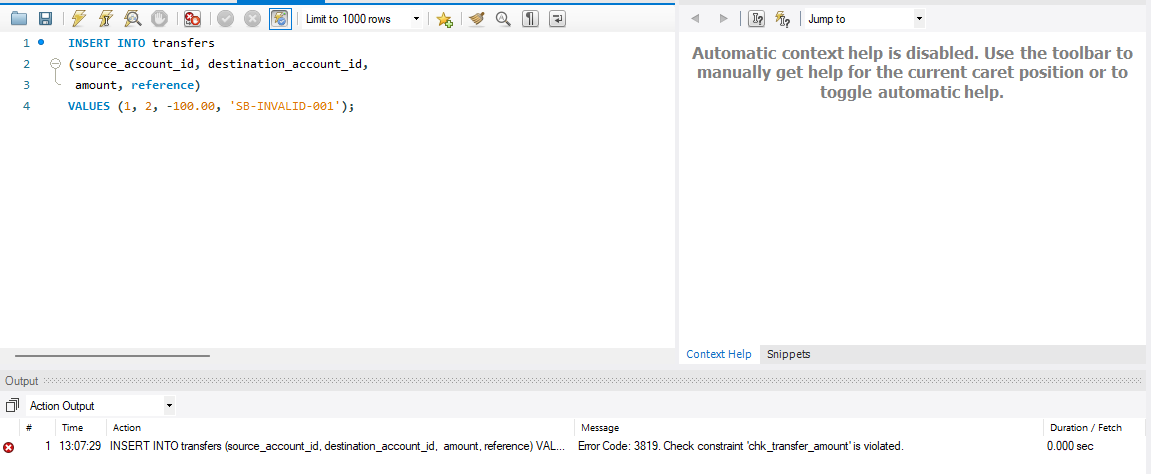 Limit to 1000 rows
Jump to
1 INSERT INTO transfers
2 (source_account_id, destination_account_id,
3 amount, reference)
4 VALUES (1, 2, -100.00, 'SB-INVALID-001');
Automatic context help is disabled. Use the toolbar to
manually get help for the current caret position or to
toggle automatic help.
Context Help Snippets
Output
Action Output
# Time Action Message Duration / Fetch
1 13:07:29 INSERT INTO transfers (source_account_id, destination_account_id, amount, reference) VAL... Error Code: 3819. Check constraint 'chk_transfer_amount' is violated. 0.000 sec